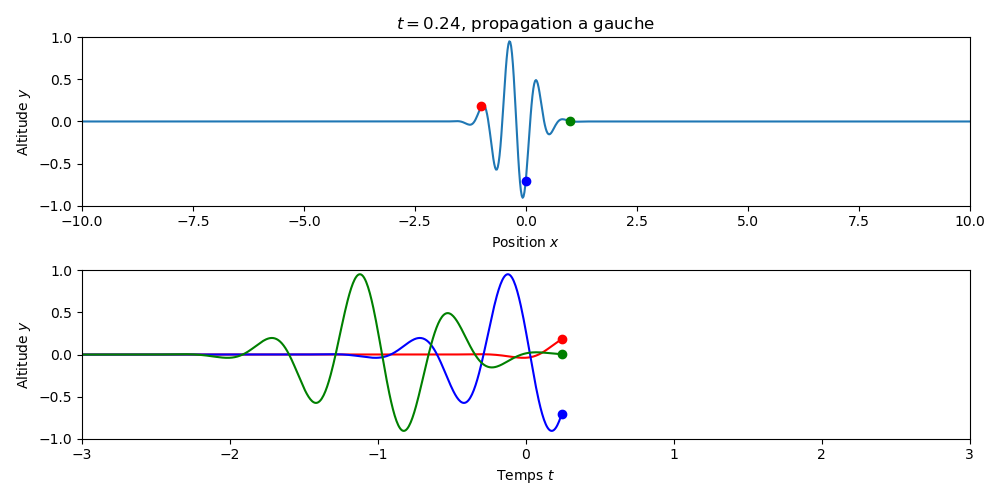 t = 0.24, propagation a gauche
1.0
0.5
0.0
−0.5
−1.0
Altitude y
−10.0 −7.5 −5.0 −2.5 0.0 2.5 5.0 7.5 10.0
Position x
1.0
0.5
0.0
−0.5
−1.0
Altitude y
−3 −2 −1 0 1 2 3
Temps t